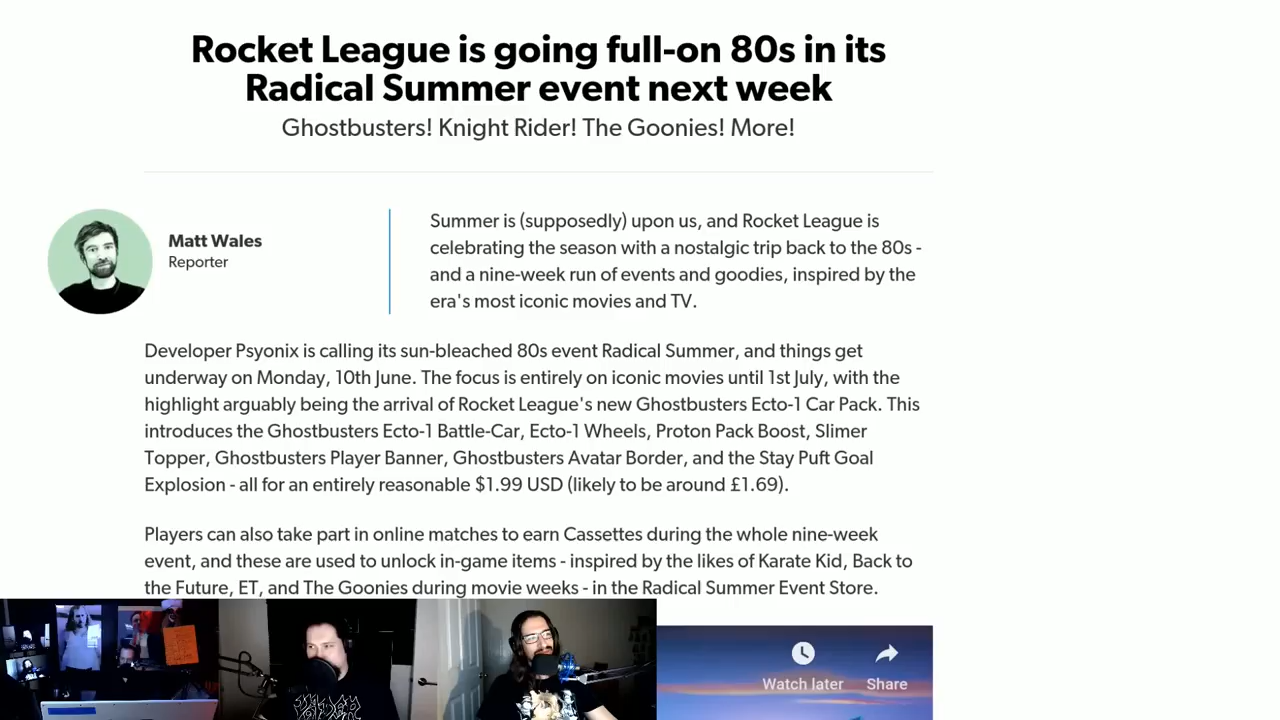 Rocket League is going full-on 80s in its
Radical Summer event next week
Ghostbusters! Knight Rider! The Goonies! More!
Matt Wales
Reporter
Summer is (supposedly) upon us, and Rocket League is
celebrating the season with a nostalgic trip back to the 80s -
and a nine-week run of events and goodies, inspired by the
era's most iconic movies and TV.
Developer Psyonix is calling its sun-bleached 80s event Radical Summer, and things get
underway on Monday, 10th June. The focus is entirely on iconic movies until 1st July, with the
highlight arguably being the arrival of Rocket League's new Ghostbusters Ecto-1 Car Pack. This
introduces the Ghostbusters Ecto-1 Battle-Car, Ecto-1 Wheels, Proton Pack Boost, Slimer
Topper, Ghostbusters Player Banner, Ghostbusters Avatar Border, and the Stay Puft Goal
Explosion - all for an entirely reasonable $1.99 USD (likely to be around £1.69).
Players can also take part in online matches to earn Cassettes during the whole nine-week
event, and these are used to unlock in-game items - inspired by the likes of Karate Kid, Back to
the Future, ET, and The Goonies during movie weeks - in the Radical Summer Event Store.
Watch later
Share